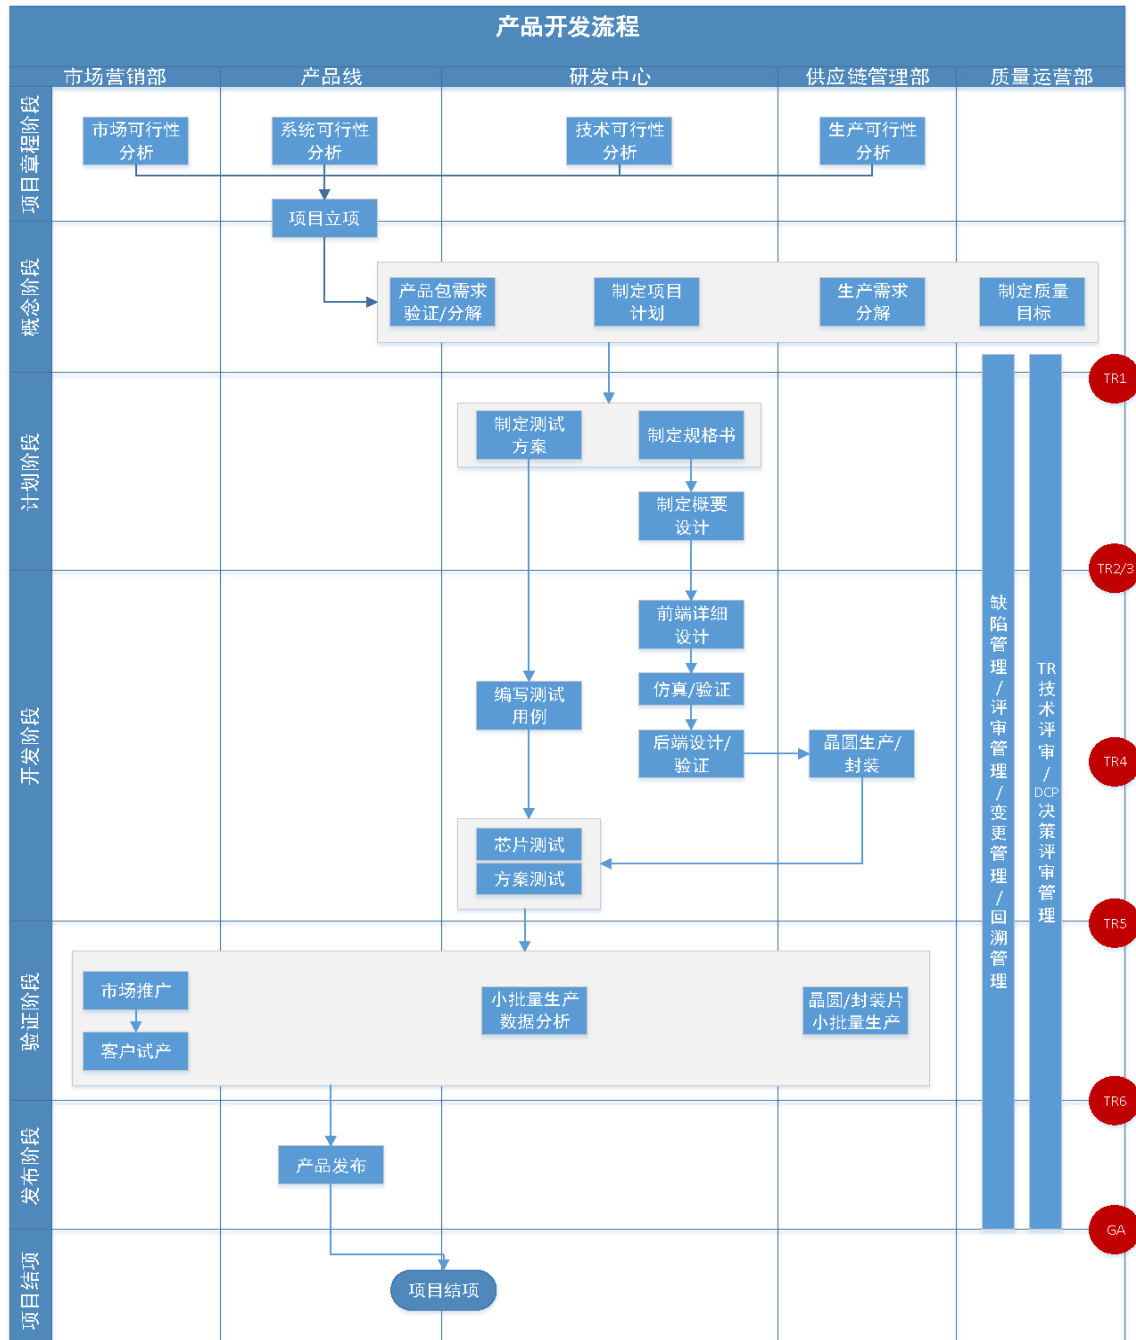 产品开发流程
市场营销部
产品线
研发中心
供应链管理部
质量运营部
项目章程阶段
市场可行性
分析
系统可行性
分析
技术可行性
分析
生产可行性
分析
项目立项
概念阶段
产品包需求
验证/分解
制定项目
计划
生产需求
分解
制定质量
目标
TR1
计划阶段
制定测试
方案
制定规格书
制定概要
设计
TR2/3
开发阶段
前端详细
设计
编写测试
用例
仿真/验证
后端设计/
验证
晶圆生产/
封装
芯片测试
方案测试
缺陷管理/评审管理/变更管理/回溯管理
TR技术评审/DCP决策评审管理
TR4
TR5
验证阶段
市场推广
客户试产
小批量生产
数据分析
晶圆/封装片
小批量生产
TR6
发布阶段
产品发布
GA
项目结项
项目结项